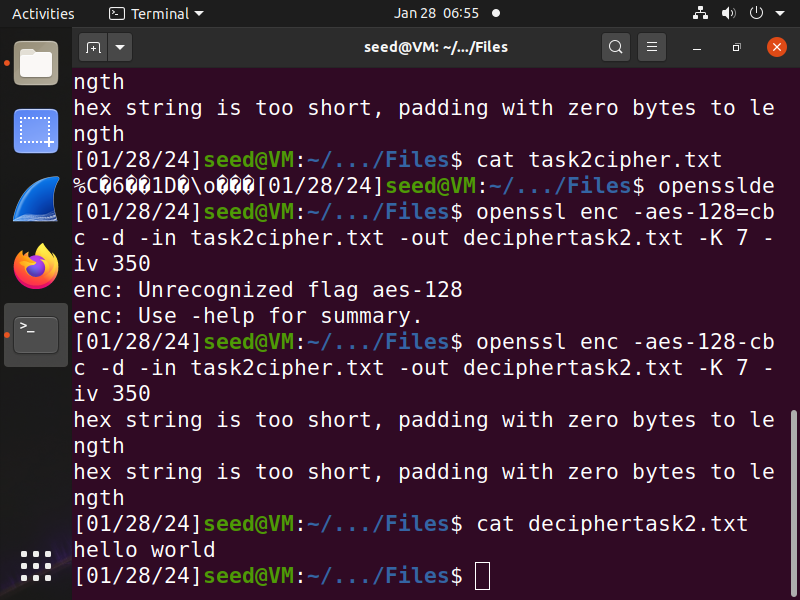 Activities Terminal Jan 28 06:55
seed@VM: ~/.../Files
ngth
hex string is too short, padding with zero bytes to le
ngth
[01/28/24]seed@VM:~/.../Files$ cat task2cipher.txt
%C�6��1D�\o���[01/28/24]seed@VM:~/.../Files$ opensslde
[01/28/24]seed@VM:~/.../Files$ openssl enc -aes-128=cb
c -d -in task2cipher.txt -out deciphertask2.txt -K 7 -
iv 350
enc: Unrecognized flag aes-128
enc: Use -help for summary.
[01/28/24]seed@VM:~/.../Files$ openssl enc -aes-128-cb
c -d -in task2cipher.txt -out deciphertask2.txt -K 7 -
iv 350
hex string is too short, padding with zero bytes to le
ngth
hex string is too short, padding with zero bytes to le
ngth
[01/28/24]seed@VM:~/.../Files$ cat deciphertask2.txt
hello world
[01/28/24]seed@VM:~/.../Files$